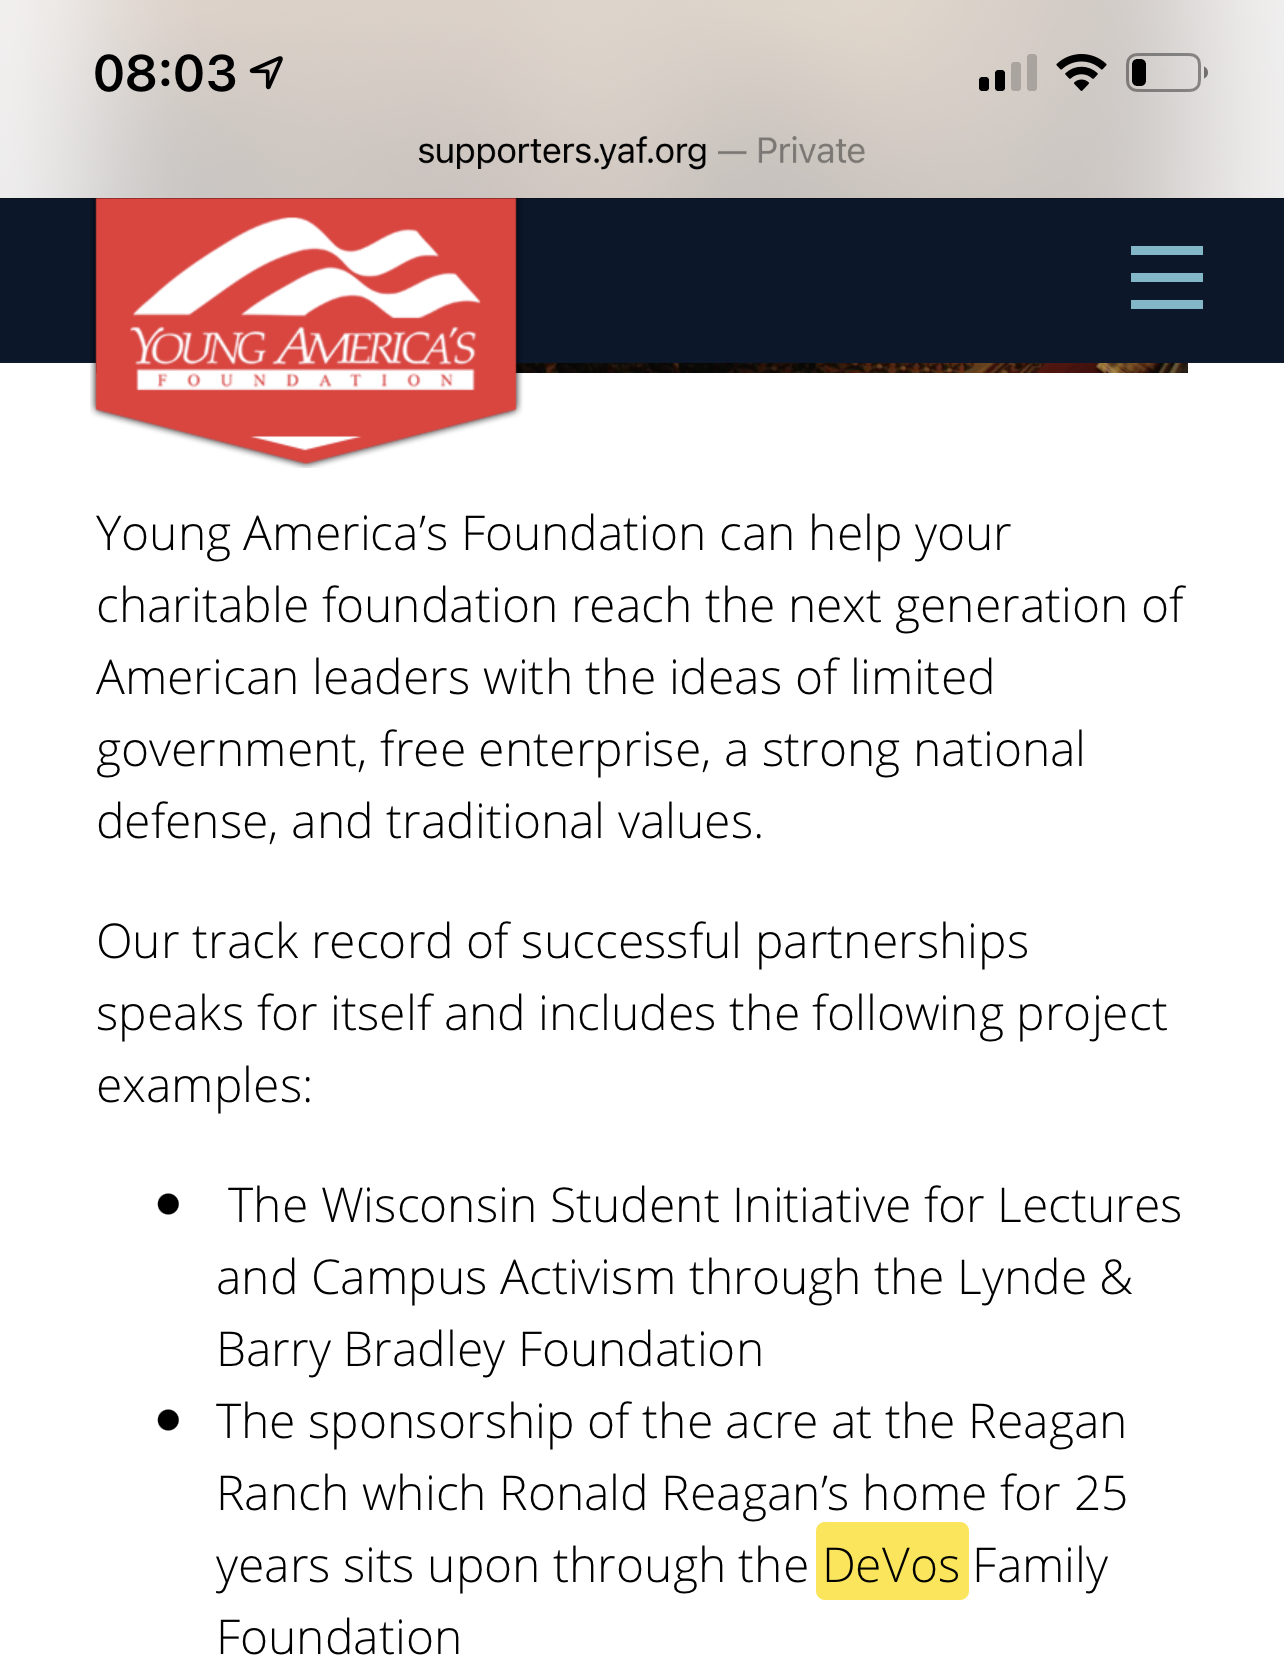 08:03
supporters.yaf.org — Private
YOUNG AMERICA'S
FOUNDATION
Young America’s Foundation can help your
charitable foundation reach the next generation of
American leaders with the ideas of limited
government, free enterprise, a strong national
defense, and traditional values.
Our track record of successful partnerships
speaks for itself and includes the following project
examples:
● The Wisconsin Student Initiative for Lectures
and Campus Activism through the Lynde &
Barry Bradley Foundation
● The sponsorship of the acre at the Reagan
Ranch which Ronald Reagan’s home for 25
years sits upon through the DeVos Family
Foundation